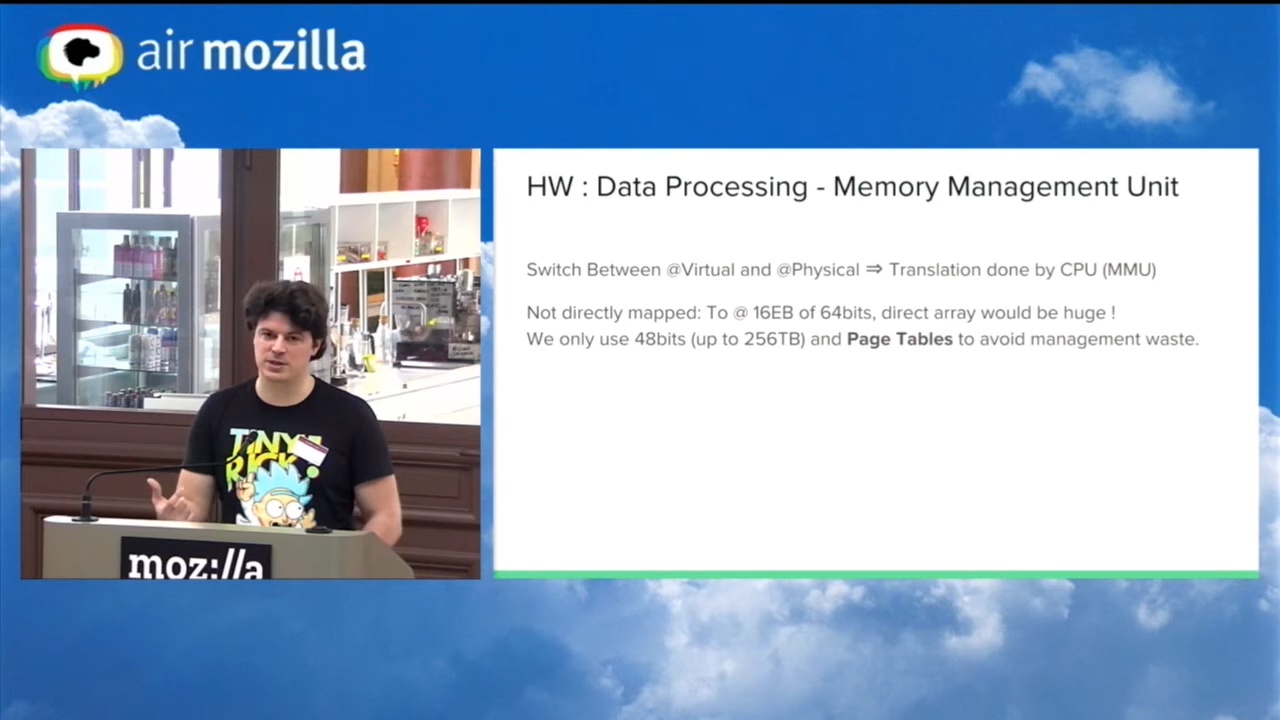 air mozilla
HW : Data Processing - Memory Management Unit
Switch Between @Virtual and @Physical ⇒ Translation done by CPU (MMU)
Not directly mapped: To @ 16EB of 64bits, direct array would be huge !
We only use 48bits (up to 256TB) and Page Tables to avoid management waste.
TINY
RICK
moz://a